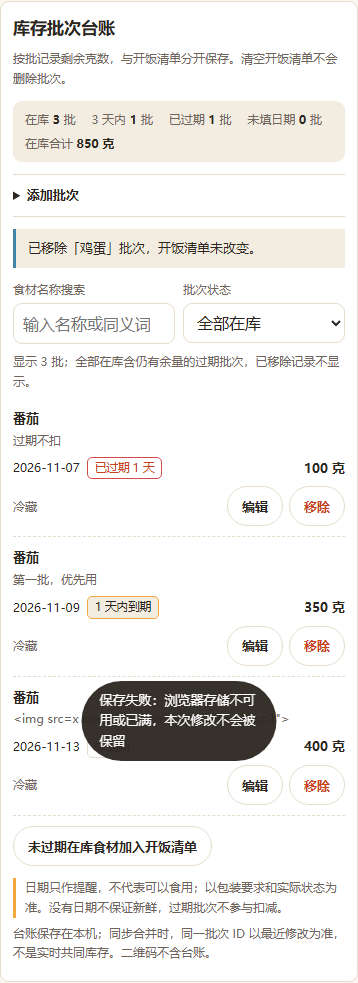 库存批次台账
按批记录剩余克数，与开饭清单分开保存。清空开饭清单不会
删除批次。
在库 3 批 3 天内 1 批 已过期 1 批 未填日期 0 批
在库合计 850 克
▶ 添加批次
已移除「鸡蛋」批次，开饭清单未改变。
食材名称搜索 批次状态
输入名称或同义词 全部在库
显示 3 批；全部在库含仍有余量的过期批次，已移除记录不显
示。
番茄
过期不扣
2026-11-07 已过期 1 天 100 克
冷藏 编辑 移除
番茄
第一批，优先用
2026-11-09 1 天内到期 350 克
冷藏 编辑 移除
番茄
<img src=x
2026-11-13 400 克
保存失败：浏览器存储不可
用或已满，本次修改不会被
保留
冷藏 编辑 移除
未过期在库食材加入开饭清单
日期只作提醒，不代表可以食用；以包装要求和实际状态为
准。没有日期不保证新鲜，过期批次不参与扣减。
台账保存在本机；同步合并时，同一批次 ID 以最近修改为准，
不是实时共同库存。二维码不含台账。